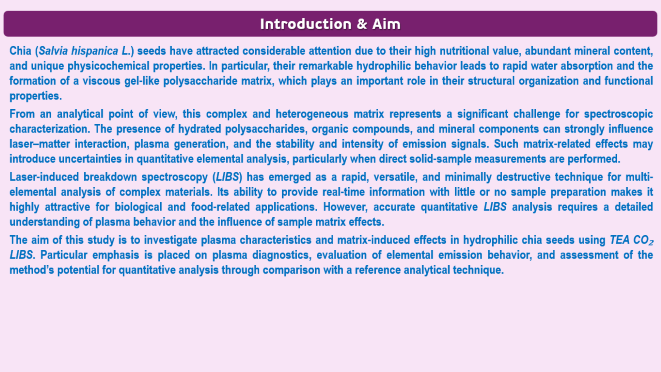 Introduction & Aim
Chia (Salvia hispanica L.) seeds have attracted considerable attention due to their high nutritional value, abundant mineral content,
and unique physicochemical properties. In particular, their remarkable hydrophilic behavior leads to rapid water absorption and the
formation of a viscous gel-like polysaccharide matrix, which plays an important role in their structural organization and functional
properties.
From an analytical point of view, this complex and heterogeneous matrix represents a significant challenge for spectroscopic
characterization. The presence of hydrated polysaccharides, organic compounds, and mineral components can strongly influence
laser–matter interaction, plasma generation, and the stability and intensity of emission signals. Such matrix-related effects may
introduce uncertainties in quantitative elemental analysis, particularly when direct solid-sample measurements are performed.
Laser-induced breakdown spectroscopy (LIBS) has emerged as a rapid, versatile, and minimally destructive technique for multi-
elemental analysis of complex materials. Its ability to provide real-time information with little or no sample preparation makes it
highly attractive for biological and food-related applications. However, accurate quantitative LIBS analysis requires a detailed
understanding of plasma behavior and the influence of sample matrix effects.
The aim of this study is to investigate plasma characteristics and matrix-induced effects in hydrophilic chia seeds using TEA CO₂
LIBS. Particular emphasis is placed on plasma diagnostics, evaluation of elemental emission behavior, and assessment of the
method's potential for quantitative analysis through comparison with a reference analytical technique.